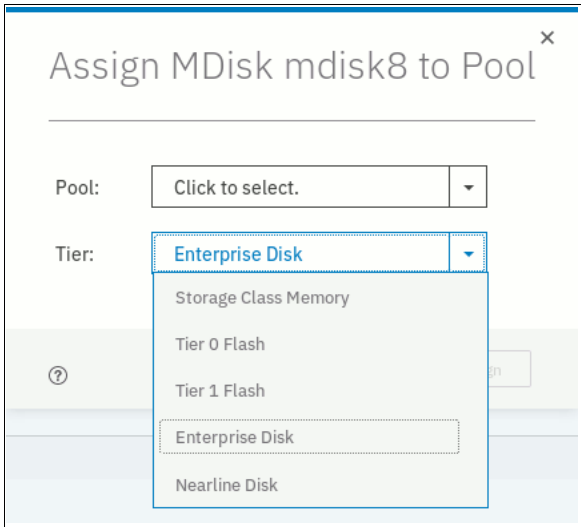 Assign MDisk mdisk8 to Pool
Pool: Click to select.
Tier: Enterprise Disk
Storage Class Memory
Tier 0 Flash
Tier 1 Flash
Enterprise Disk
Nearline Disk